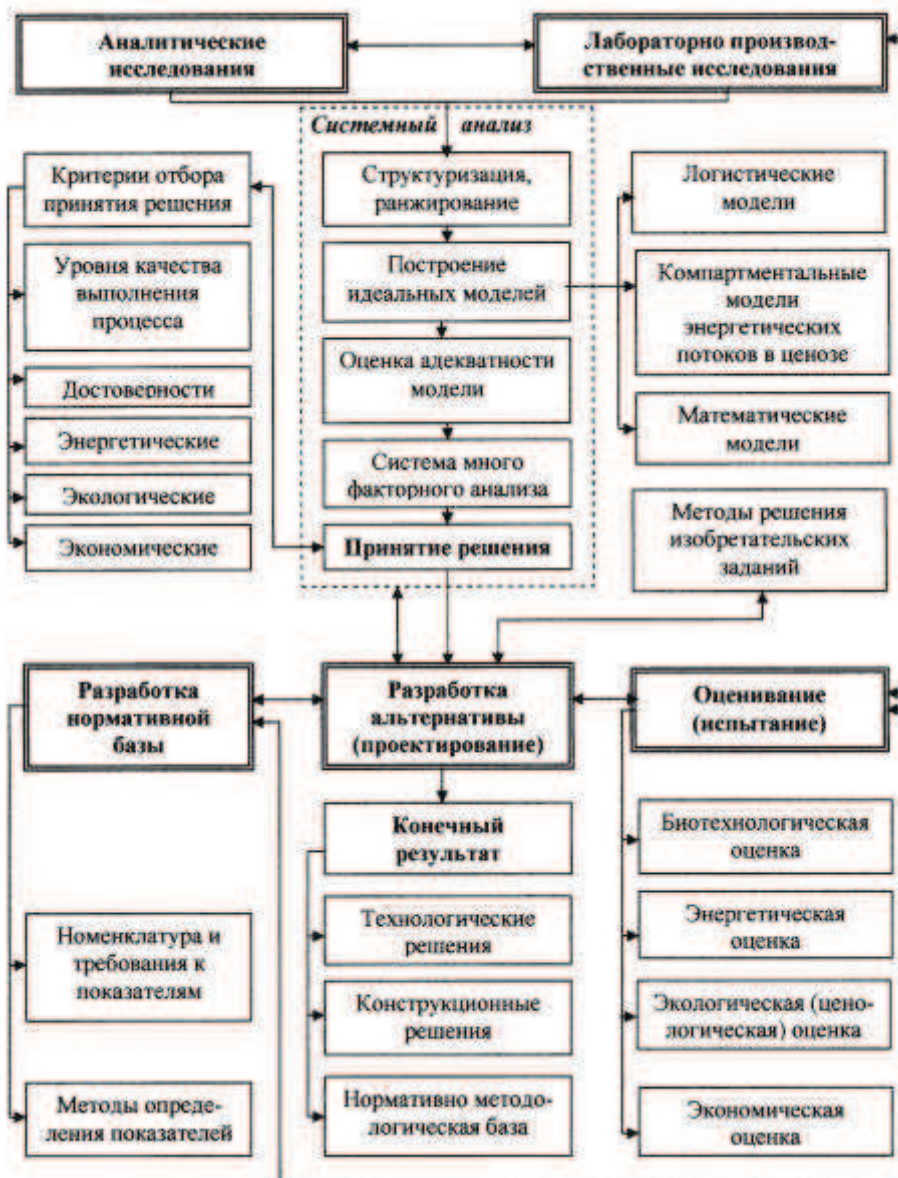 Аналитические
исследования
Лабораторно производ-
ственные исследования
Системный анализ
Критерии отбора
принятия решения
Уровня качества
выполнения
процесса
Достоверности
Энергетические
Экологические
Экономические
Структуризация,
ранжирование
Построение
идеальных моделей
Оценка адекватности
модели
Система много
факторного анализа
Принятие решения
Логистические
модели
Компартментальные
модели
энергетических
потоков в ценозе
Математические
модели
Методы решения
изобретательских
заданий
Разработка
нормативной
базы
Разработка
альтернативы
(проектирование)
Оценивание
(испытание)
Номенклатура и
требования к
показателям
Методы опреде-
ления показателей
Конечный
результат
Технологические
решения
Конструкционные
решения
Нормативно методо-
логическая база
Биотехнологическая
оценка
Энергетическая
оценка
Экологическая (цено-
логическая) оценка
Экономическая
оценка